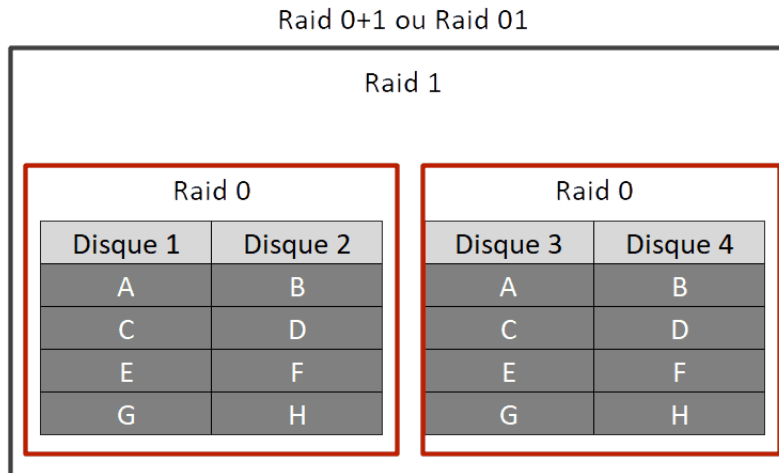 Raid 0+1 ou Raid 01
Raid 1
Raid 0 Raid 0
Disque 1 Disque 2 Disque 3 Disque 4
A B A B
C D C D
E F E F
G H G H